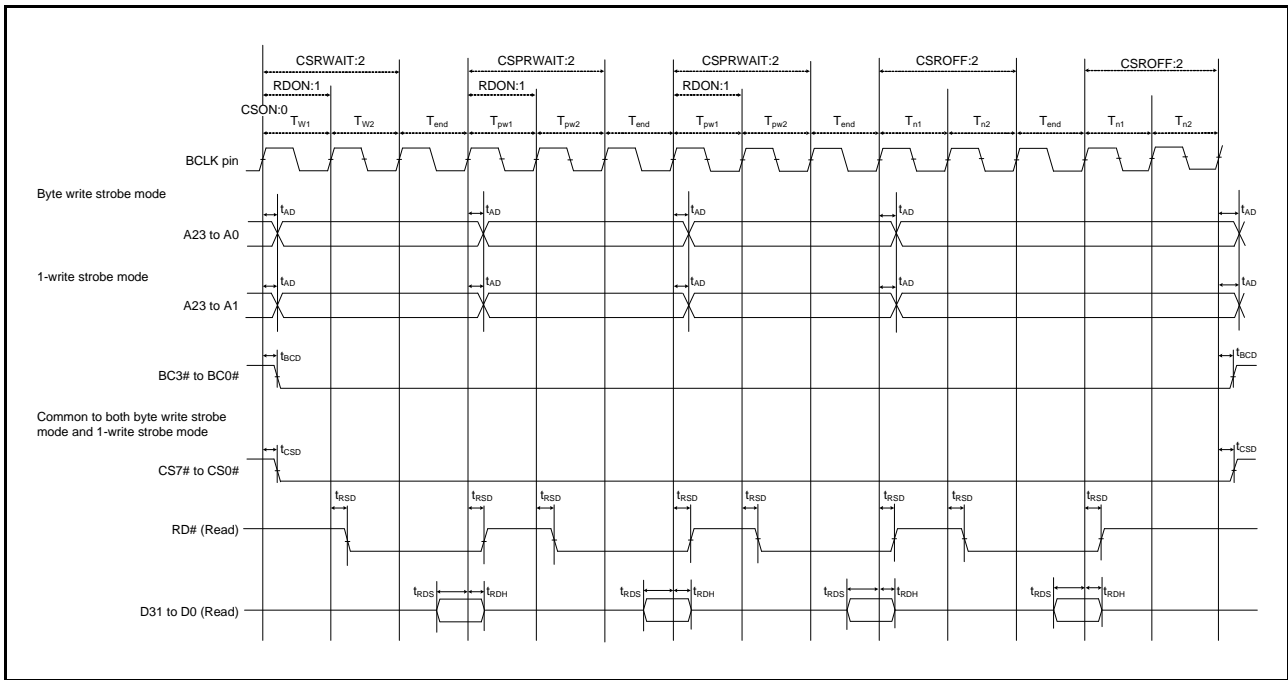 CSRWAIT:2 CSPRWAIT:2 CSPRWAIT:2 CSROFF:2 CSROFF:2
RDON:1 RDON:1 RDON:1
CSON:0
TW1 TW2 Tend Tpw1 Tpw2 Tend Tpw1 Tpw2 Tend Tn1 Tn2 Tend Tn1 Tn2
BCLK pin
Byte write strobe mode
tAD tAD tAD tAD tAD
A23 to A0
1-write strobe mode
tAD tAD tAD tAD tAD
A23 to A1
tBCD tBCD
BC3# to BC0#
Common to both byte write strobe
mode and 1-write strobe mode
tCSD tCSD
CS7# to CS0#
tRSD tRSD tRSD tRSD tRSD tRSD tRSD tRSD
RD# (Read)
tRDS tRDH tRDS tRDH tRDS tRDH tRDS tRDH
D31 to D0 (Read)